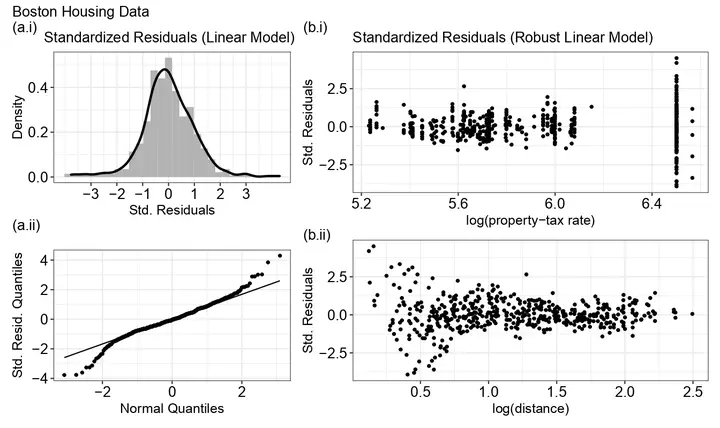 Boston Housing Data
(a.i)
Standardized Residuals (Linear Model)
Density
0.4
0.2
0.0
−3 −2 −1 0 1 2 3
Std. Residuals
(b.i)
Standardized Residuals (Robust Linear Model)
Std. Residuals
2.5
0.0
−2.5
5.2 5.6 6.0 6.4
log(property−tax rate)
(a.ii)
Std. Resid. Quantiles
4
2
0
−2
−4
−2 0 2
Normal Quantiles
(b.ii)
Std. Residuals
2.5
0.0
−2.5
0.5 1.0 1.5 2.0 2.5
log(distance)